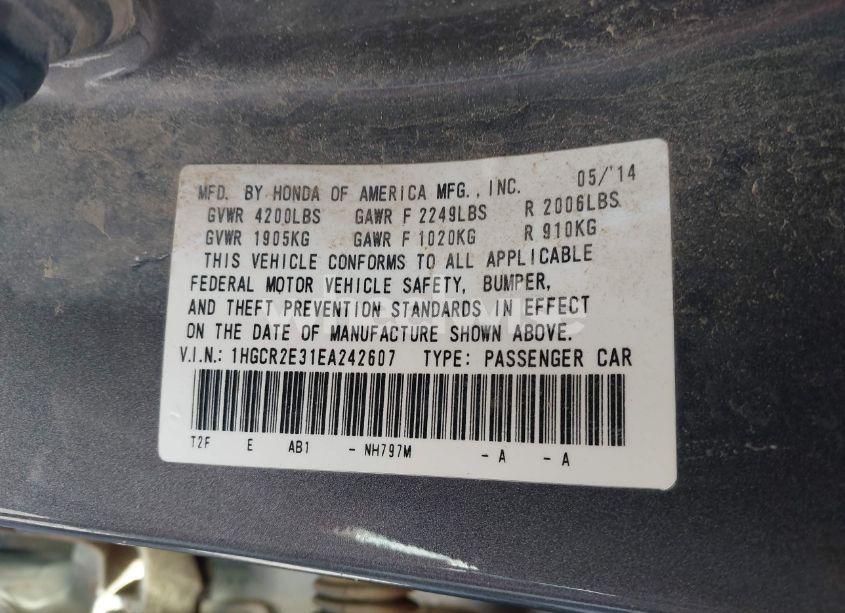 MFD. BY HONDA OF AMERICA MFG., INC. 05/'14
GVWR 4200LBS GAWR F 2249LBS R 2006LBS
GVWR 1905KG GAWR F 1020KG R 910KG
THIS VEHICLE CONFORMS TO ALL APPLICABLE
FEDERAL MOTOR VEHICLE SAFETY, BUMPER,
AND THEFT PREVENTION STANDARDS IN EFFECT
ON THE DATE OF MANUFACTURE SHOWN ABOVE.
V.I.N.: 1HGCR2E31EA242607 TYPE: PASSENGER CAR
T2F E AB1 - NH797M - A - A